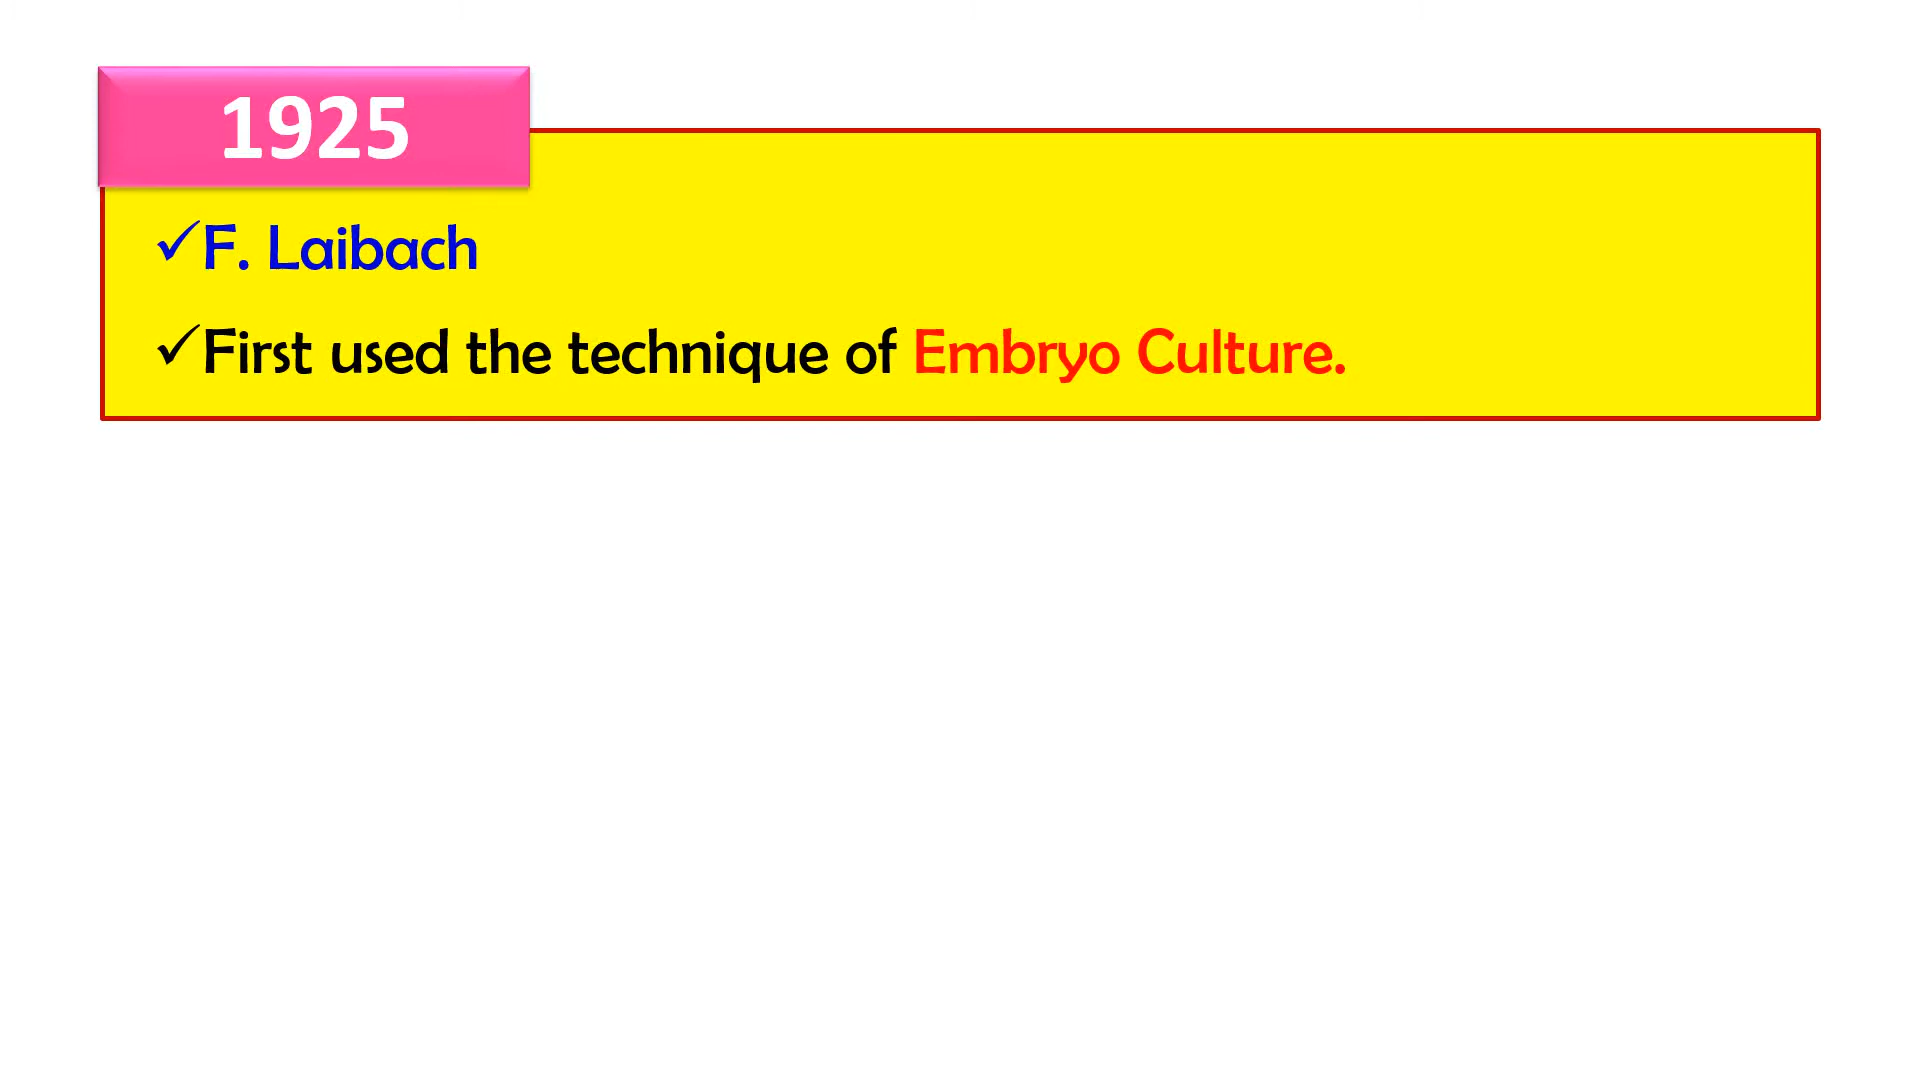 1925
✓F. Laibach
✓First used the technique of Embryo Culture.